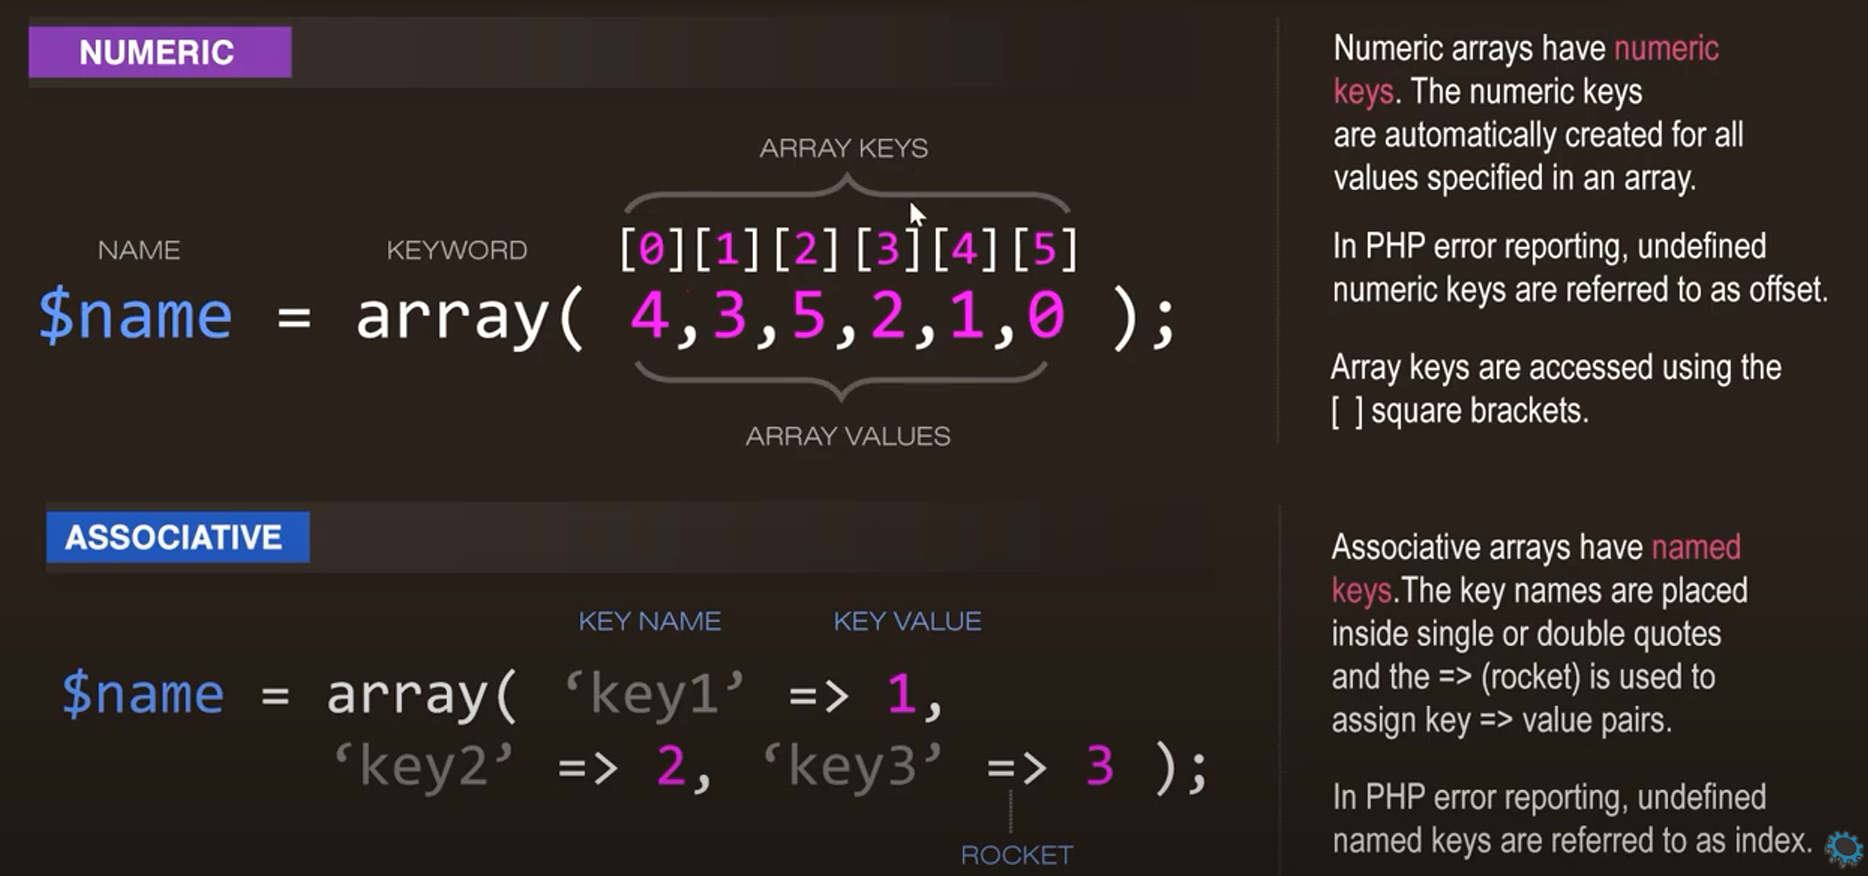 NUMERIC
ARRAY KEYS
[0][1][2][3][4][5]
NAME
KEYWORD
$name = array( 4,3,5,2,1,0 );
ARRAY VALUES
Numeric arrays have numeric
keys. The numeric keys
are automatically created for all
values specified in an array.
In PHP error reporting, undefined
numeric keys are referred to as offset.
Array keys are accessed using the
[ ] square brackets.
ASSOCIATIVE
KEY NAME
KEY VALUE
$name = array( ‘key1’ => 1,
‘key2’ => 2, ‘key3’ => 3 );
ROCKET
Associative arrays have named
keys.The key names are placed
inside single or double quotes
and the => (rocket) is used to
assign key => value pairs.
In PHP error reporting, undefined
named keys are referred to as index.